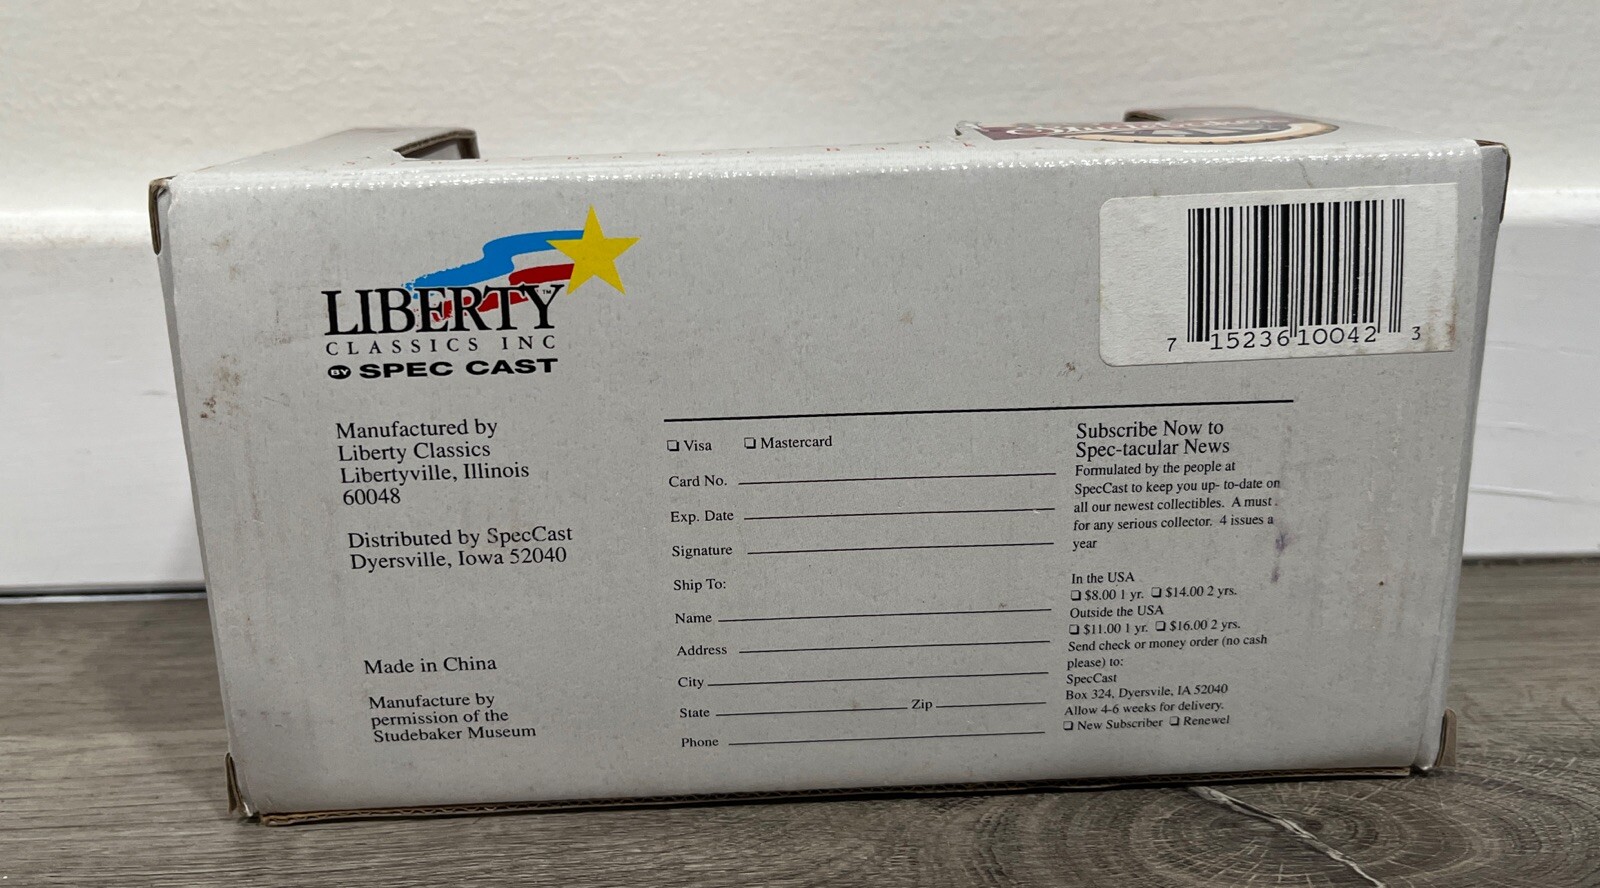 LIBERTY™
CLASSICS INC
BY SPEC CAST
7 15236 10042 3
Manufactured by
Liberty Classics
Libertyville, Illinois
60048
Distributed by SpecCast
Dyersville, Iowa 52040
Made in China
Manufacture by
permission of the
Studebaker Museum
❏ Visa ❏ Mastercard
Card No.
Exp. Date
Signature
Ship To:
Name
Address
City
State Zip
Phone
Subscribe Now to
Spec-tacular News
Formulated by the people at
SpecCast to keep you up- to-date on
all our newest collectibles. A must
for any serious collector. 4 issues a
year
In the USA
❏ $8.00 1 yr. ❏ $14.00 2 yrs.
Outside the USA
❏ $11.00 1 yr. ❏ $16.00 2 yrs.
Send check or money order (no cash
please) to:
SpecCast
Box 324, Dyersvile, IA 52040
Allow 4-6 weeks for delivery.
❏ New Subscriber ❏ Renewel